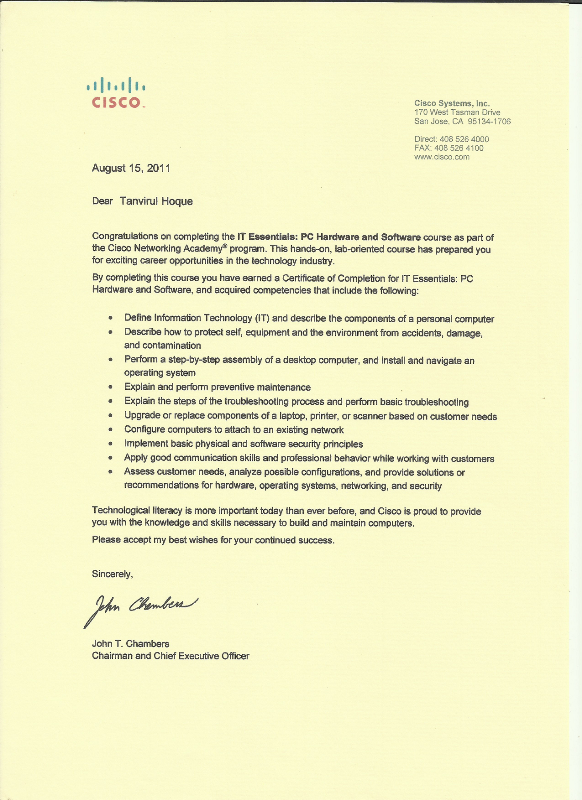 CISCO
Cisco Systems, Inc.
170 West Tasman Drive
San Jose, CA 95134-1706
Direct: 408 526 4000
FAX: 408 526 4100
www.cisco.com
August 15, 2011
Dear Tanvirul Hoque
Congratulations on completing the IT Essentials: PC Hardware and Software course as part of
the Cisco Networking Academy® program. This hands-on, lab-oriented course has prepared you
for exciting career opportunities in the technology industry.
By completing this course you have earned a Certificate of Completion for IT Essentials: PC
Hardware and Software, and acquired competencies that include the following:
• Define Information Technology (IT) and describe the components of a personal computer
• Describe how to protect self, equipment and the environment from accidents, damage,
and contamination
• Perform a step-by-step assembly of a desktop computer, and install and navigate an
operating system
• Explain and perform preventive maintenance
• Explain the steps of the troubleshooting process and perform basic troubleshooting
• Upgrade or replace components of a laptop, printer, or scanner based on customer needs
• Configure computers to attach to an existing network
• Implement basic physical and software security principles
• Apply good communication skills and professional behavior while working with customers
• Assess customer needs, analyze possible configurations, and provide solutions or
recommendations for hardware, operating systems, networking, and security
Technological literacy is more important today than ever before, and Cisco is proud to provide
you with the knowledge and skills necessary to build and maintain computers.
Please accept my best wishes for your continued success.
Sincerely,
John Chambers
John T. Chambers
Chairman and Chief Executive Officer